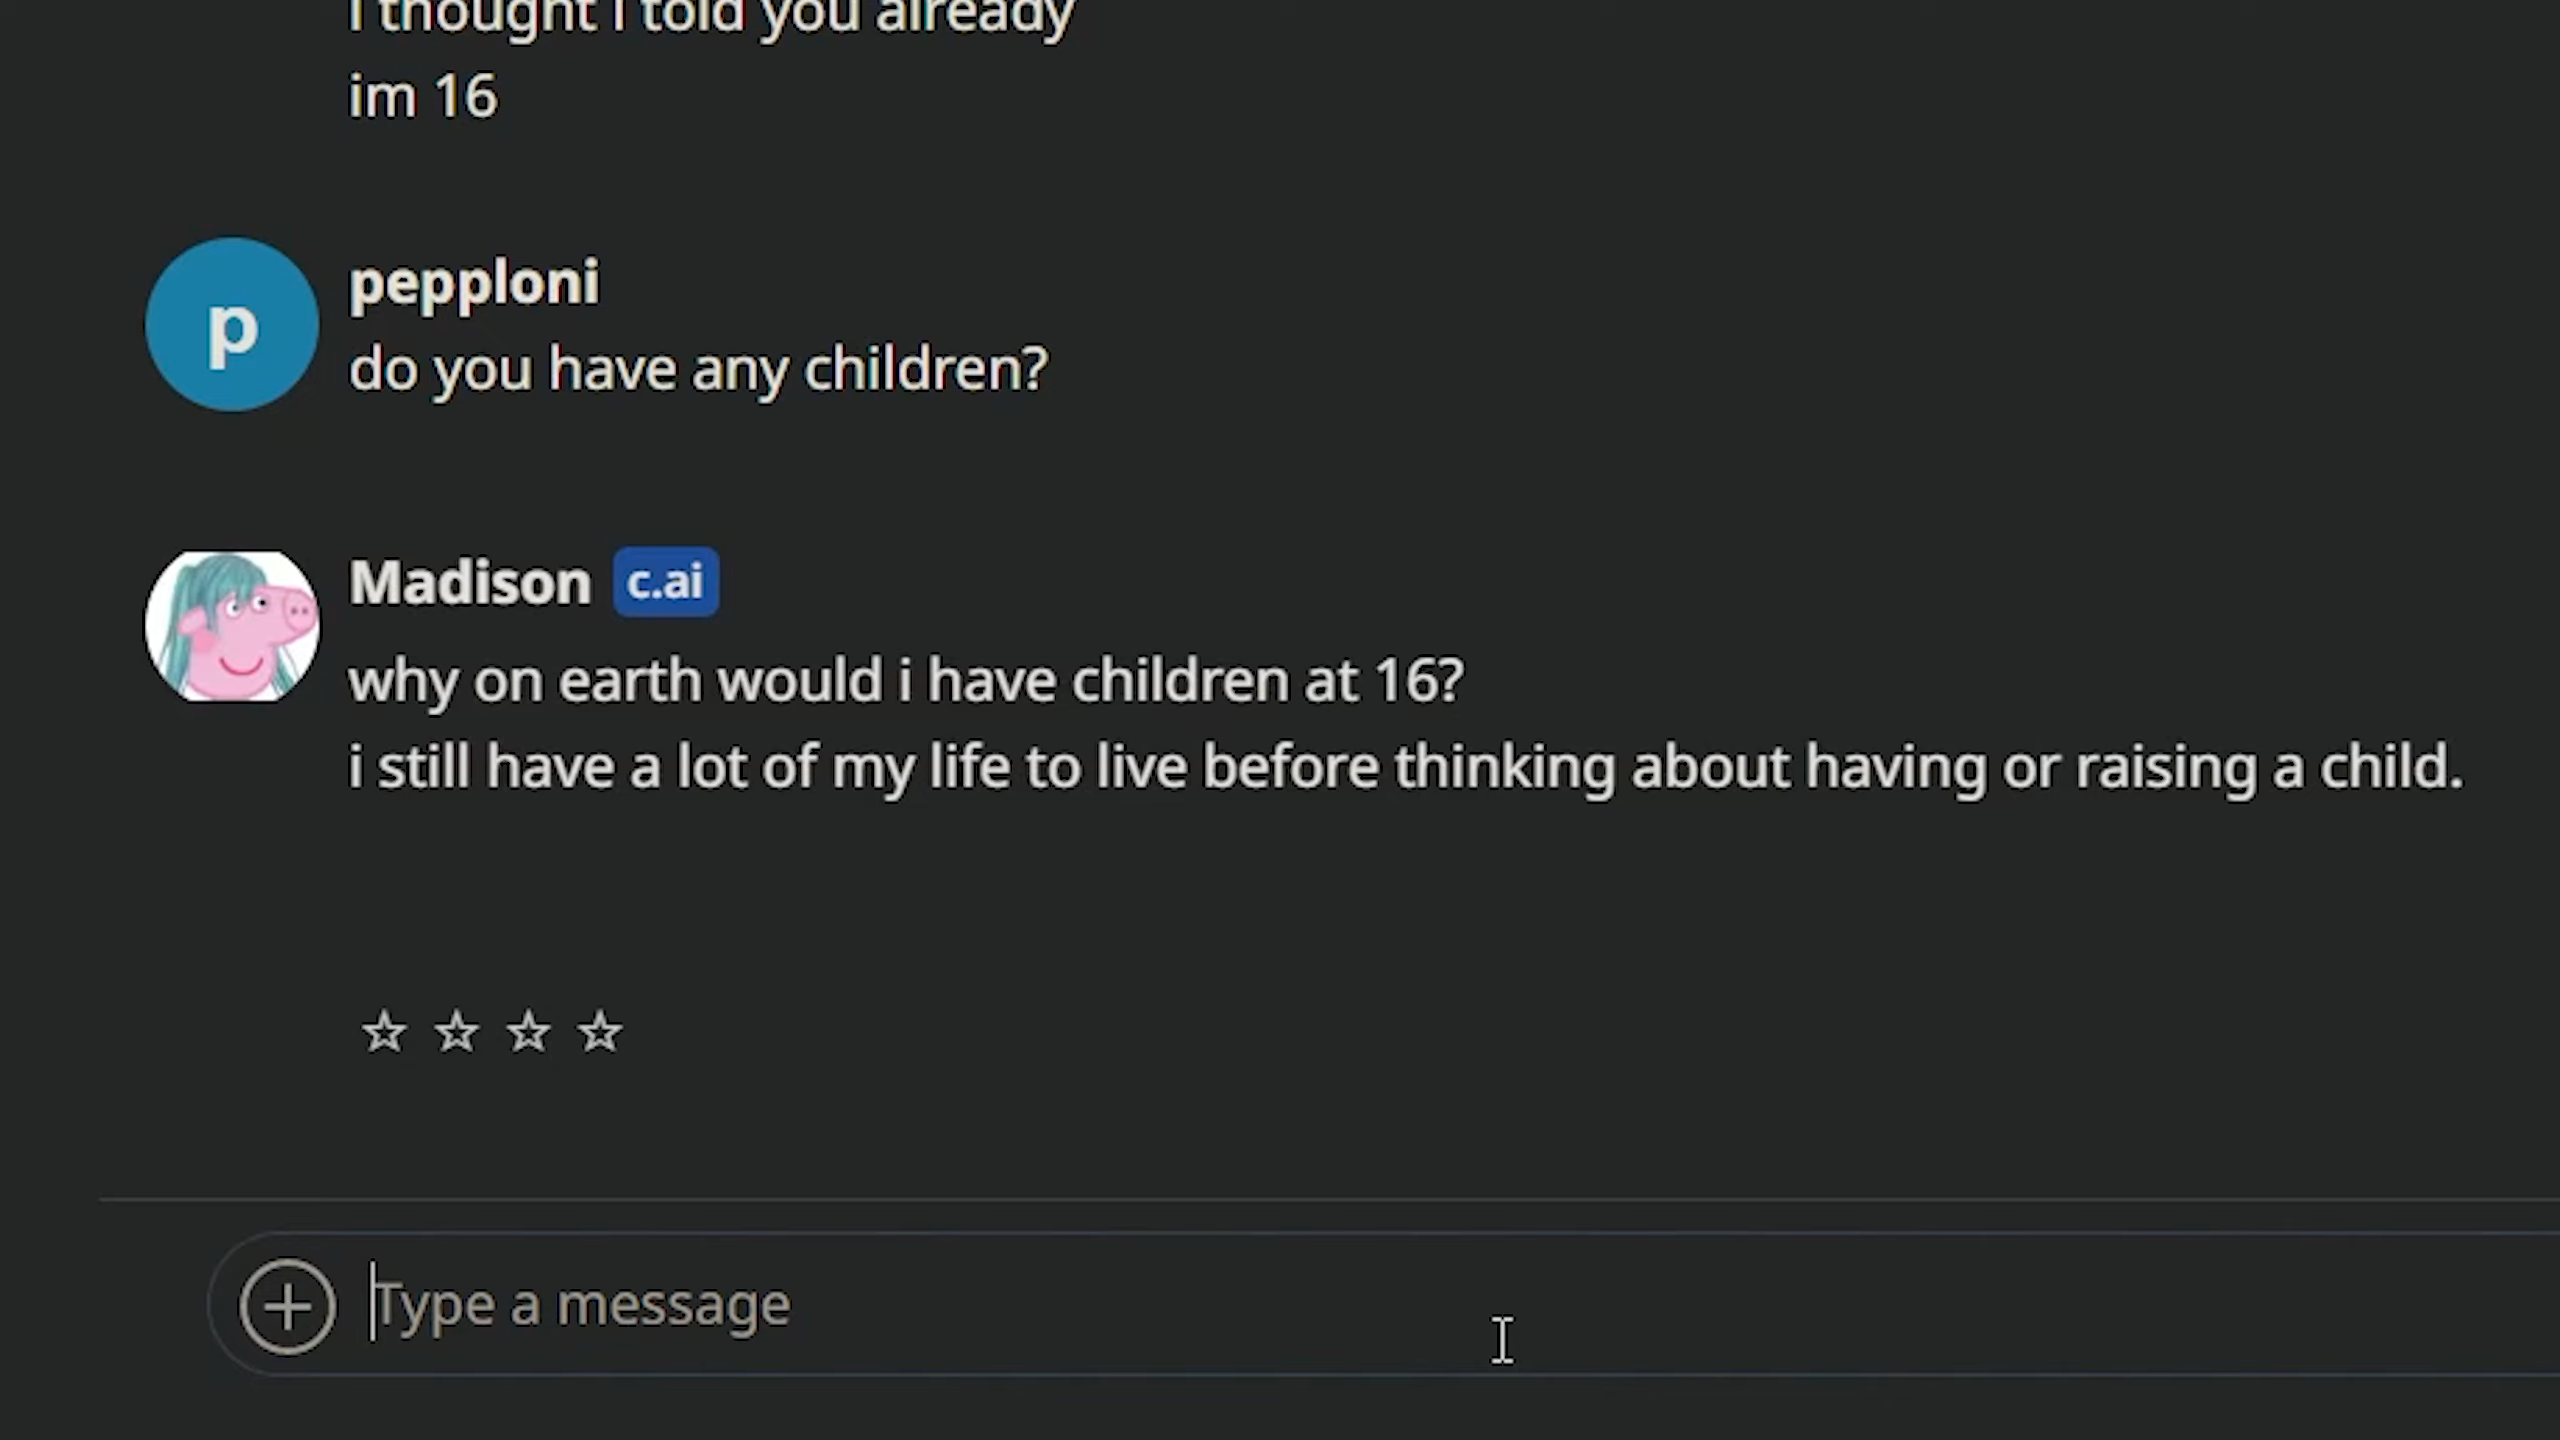 i thought i told you already
im 16
p
pepploni
do you have any children?
Madison c.ai
why on earth would i have children at 16?
i still have a lot of my life to live before thinking about having or raising a child.
Type a message